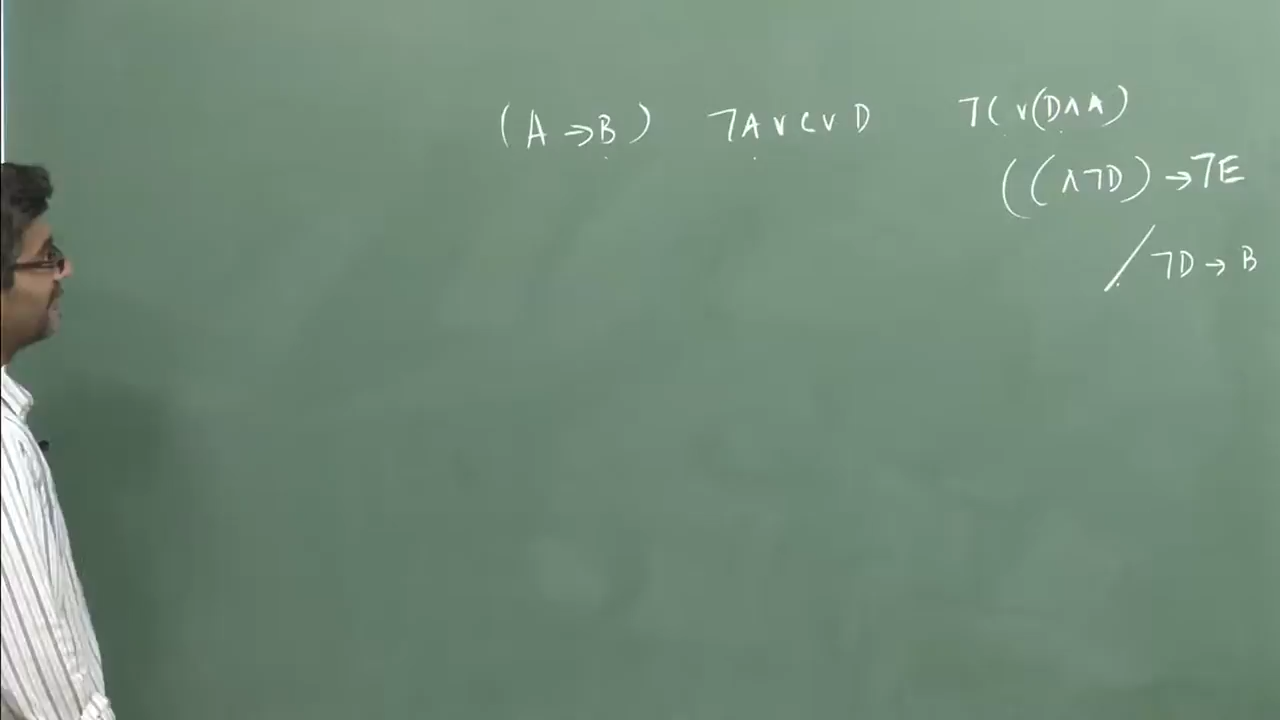 (A → B) ¬A ∨ C ∨ D ¬C ∨ (D ∧ A)
((C ∧ ¬D) → ¬E
/ ¬D → B